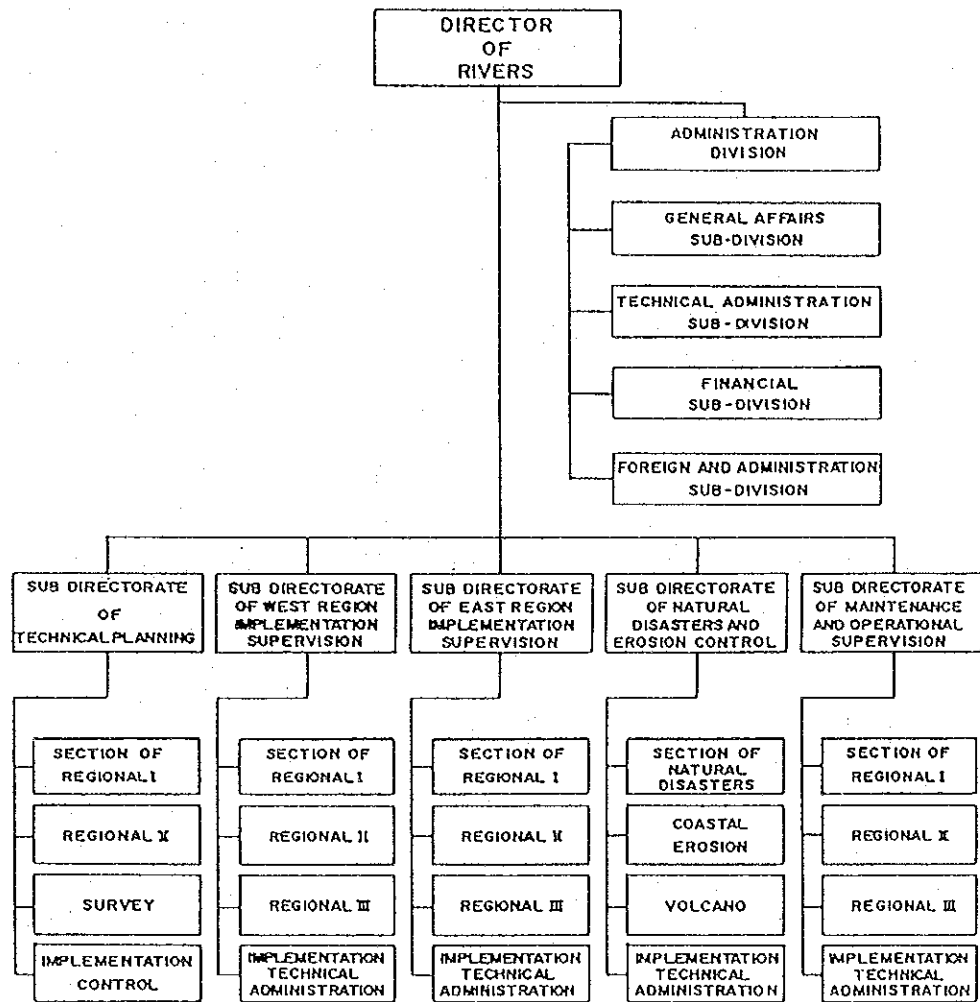 DIRECTOR
OF
RIVERS
ADMINISTRATION
DIVISION
GENERAL AFFAIRS
SUB-DIVISION
TECHNICAL ADMINISTRATION
SUB-DIVISION
FINANCIAL
SUB-DIVISION
FOREIGN AND ADMINISTRATION
SUB-DIVISION
SUB DIRECTORATE
OF
TECHNICAL PLANNING
SUB DIRECTORATE
OF WEST REGION
IMPLEMENTATION
SUPERVISION
SUB DIRECTORATE
OF EAST REGION
IMPLEMENTATION
SUPERVISION
SUB DIRECTORATE
OF NATURAL
DISASTERS AND
EROSION CONTROL
SUB DIRECTORATE
OF MAINTENANCE
AND OPERATIONAL
SUPERVISION
SECTION OF
REGIONAL I
REGIONAL II
SURVEY
IMPLEMENTATION
CONTROL
SECTION OF
REGIONAL I
REGIONAL II
REGIONAL III
IMPLEMENTATION
TECHNICAL
ADMINISTRATION
SECTION OF
REGIONAL I
REGIONAL II
REGIONAL III
IMPLEMENTATION
TECHNICAL
ADMINISTRATION
SECTION OF
NATURAL
DISASTERS
COASTAL
EROSION
VOLCANO
IMPLEMENTATION
TECHNICAL
ADMINISTRATION
SECTION OF
REGIONAL I
REGIONAL II
REGIONAL III
IMPLEMENTATION
TECHNICAL
ADMINISTRATION